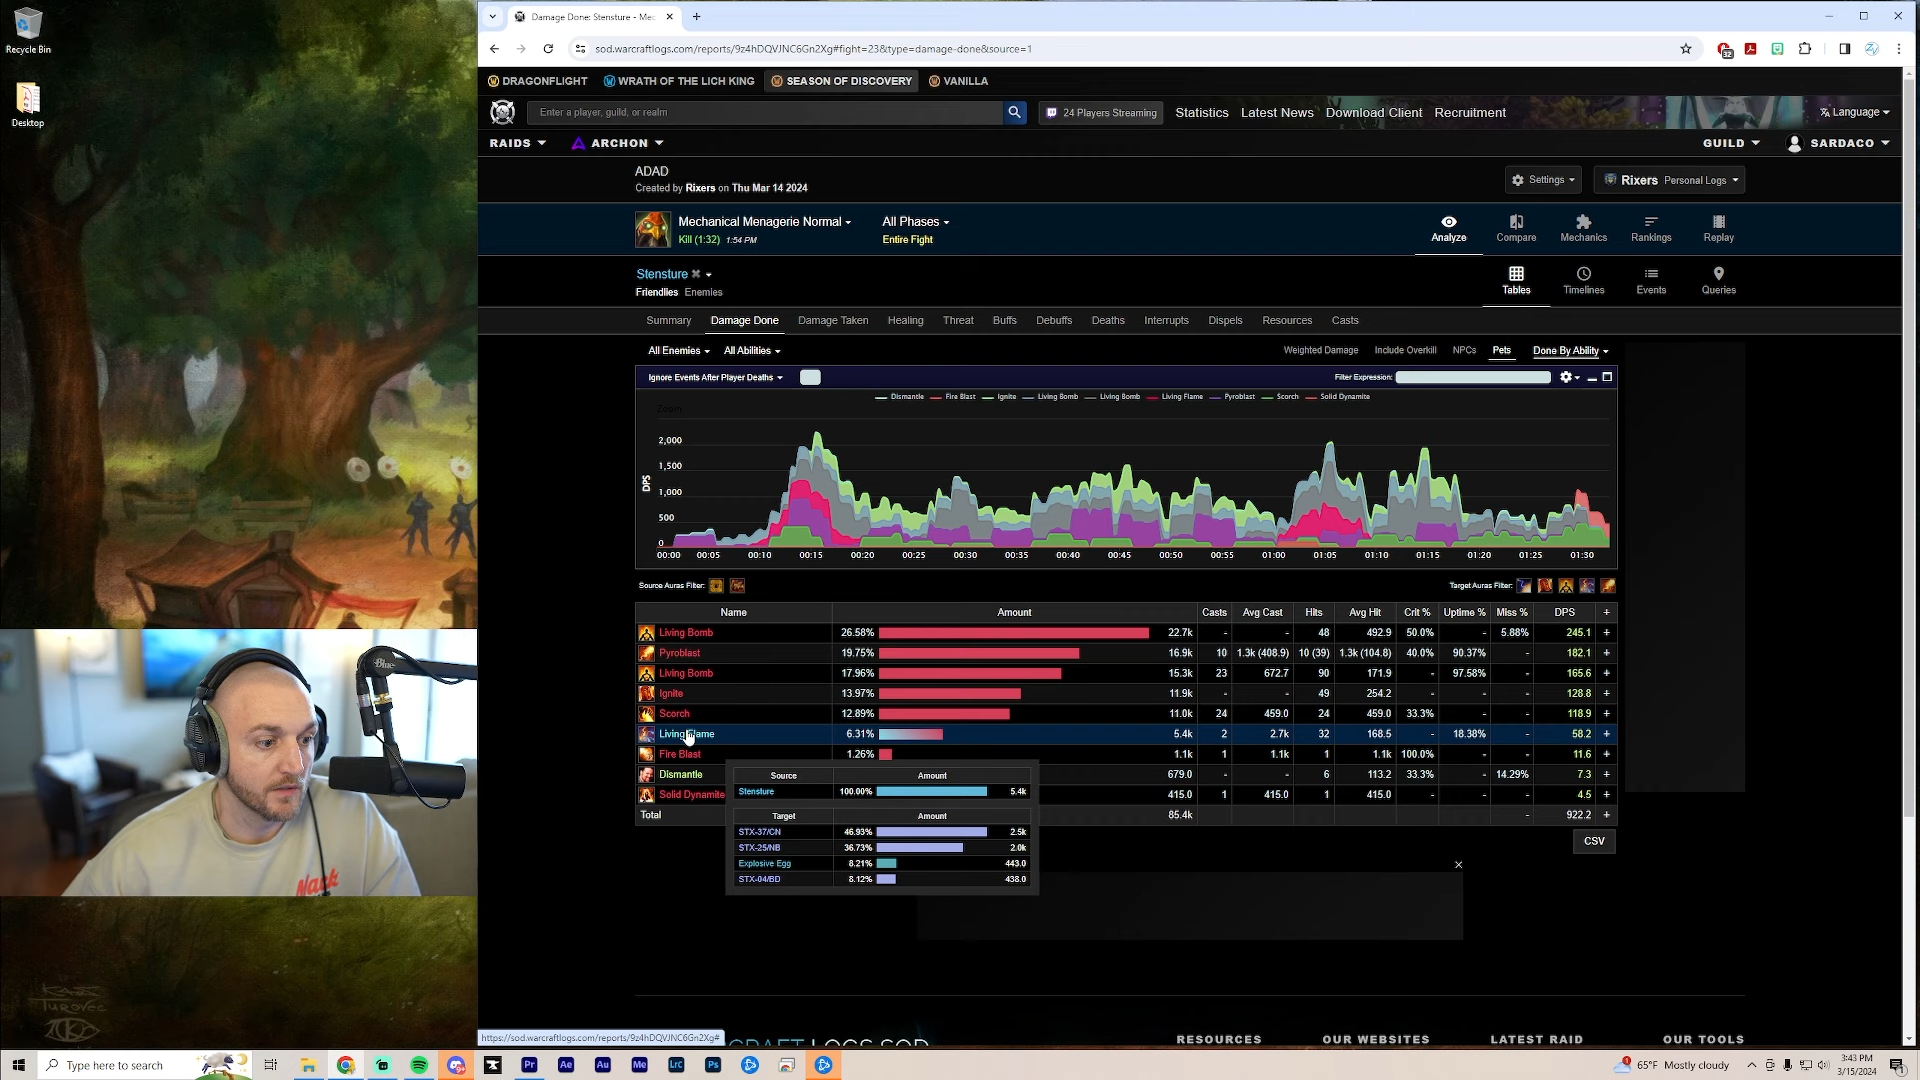 Recycle Bin
Desktop
Damage Done: Stensture - Mec
sod.warcraftlogs.com/reports/9z4hDQVJNC6Gn2Xg#fight=23&type=damage-done&source=1
32
DRAGONFLIGHT WRATH OF THE LICH KING SEASON OF DISCOVERY VANILLA
Enter a player, guild, or realm
24 Players Streaming Statistics Latest News Download Client Recruitment Language
RAIDS ARCHON GUILD SARDACO
ADAD
Created by Rixers on Thu Mar 14 2024
Settings Rixers Personal Logs
Mechanical Menagerie Normal All Phases
Kill (1:32) 1:54 PM Entire Fight
Analyze Compare Mechanics Rankings Replay
Stensture
Friendlies Enemies
Tables Timelines Events Queries
Summary Damage Done Damage Taken Healing Threat Buffs Debuffs Deaths Interrupts Dispels Resources Casts
All Enemies All Abilities Weighted Damage Include Overkill NPCs Pets Done By Ability
Ignore Events After Player Deaths Filter Expression:
Dismantle Fire Blast Ignite Living Bomb Living Bomb Living Flame Pyroblast Scorch Solid Dynamite
Zoom
2,000
1,500
1,000
500
0
DPS
00:00 00:05 00:10 00:15 00:20 00:25 00:30 00:35 00:40 00:45 00:50 00:55 01:00 01:05 01:10 01:15 01:20 01:25 01:30
Source Auras Filter: Target Auras Filter:
Name Amount Casts Avg Cast Hits Avg Hit Crit % Uptime % Miss % DPS +
Living Bomb 26.58% 22.7k - - 48 492.9 50.0% - 5.88% 245.1 +
Pyroblast 19.75% 16.9k 10 1.3k (408.9) 10 (39) 1.3k (104.8) 40.0% 90.37% - 182.1 +
Living Bomb 17.96% 15.3k 23 672.7 90 171.9 - 97.58% - 165.6 +
Ignite 13.97% 11.9k - - 49 254.2 - - - 128.8 +
Scorch 12.89% 11.0k 24 459.0 24 459.0 33.3% - - 118.9 +
Living Flame 6.31% 5.4k 2 2.7k 32 168.5 - 18.38% - 58.2 +
Fire Blast 1.26% 1.1k 1 1.1k 1 1.1k 100.0% - - 11.6 +
Dismantle 679.0 - - 6 113.2 33.3% - 14.29% 7.3 +
Solid Dynamite 415.0 1 415.0 1 415.0 - - - 4.5 +
Total 85.4k - 922.2 +
Source Amount
Stensture 100.00% 5.4k
Target Amount
STX-37/CN 46.93% 2.5k
STX-25/NB 36.73% 2.0k
Explosive Egg 8.21% 443.0
STX-04/BD 8.12% 438.0
CSV
https://sod.warcraftlogs.com/reports/9z4hDQVJNC6Gn2Xg#
RESOURCES OUR WEBSITES LATEST RAID OUR TOOLS
Blue
TUROVEC
Type here to search
Pr Ae Au Me Lrc Ps
65°F Mostly cloudy
3:43 PM
3/15/2024